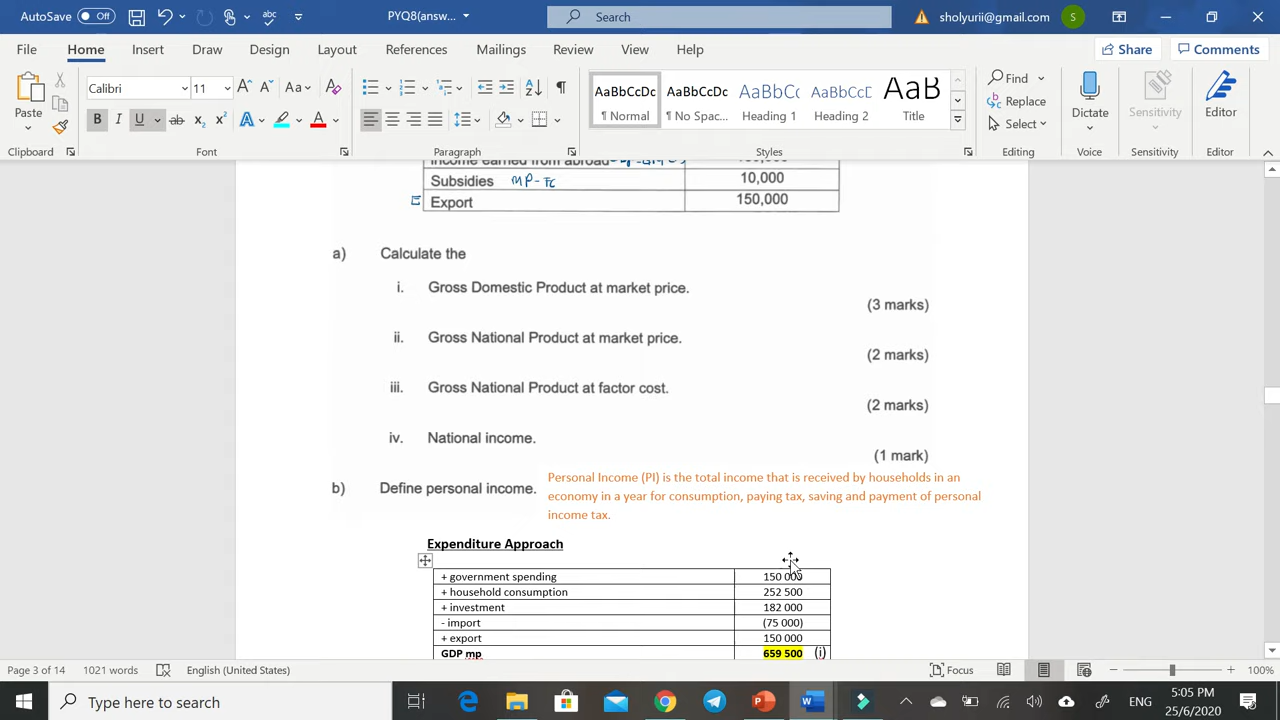 AutoSave Off PYQ8(answ... Search sholyurii@gmail.com S
File Home Insert Draw Design Layout References Mailings Review View Help Share Comments
Paste Calibri 11 Aa AaBbCcDc AaBbCcDc AaBbCc AaBbCcD AaB Find Replace Select Dictate Sensitivity Editor
¶ Normal ¶ No Spac... Heading 1 Heading 2 Title
Clipboard Font Paragraph Styles Editing Voice Sensitivity Editor
Income earned from abroad
Subsidies MP-FC 10,000
Export 150,000
a) Calculate the
i. Gross Domestic Product at market price.
(3 marks)
ii. Gross National Product at market price.
(2 marks)
iii. Gross National Product at factor cost.
(2 marks)
iv. National income.
(1 mark)
b) Define personal income. Personal Income (PI) is the total income that is received by households in an
economy in a year for consumption, paying tax, saving and payment of personal
income tax.
Expenditure Approach
+ government spending 150 000
+ household consumption 252 500
+ investment 182 000
- import (75 000)
+ export 150 000
GDP mp 659 500 (i)
Page 3 of 14 1021 words English (United States) Focus 100%
Type here to search ENG 5:05 PM
25/6/2020